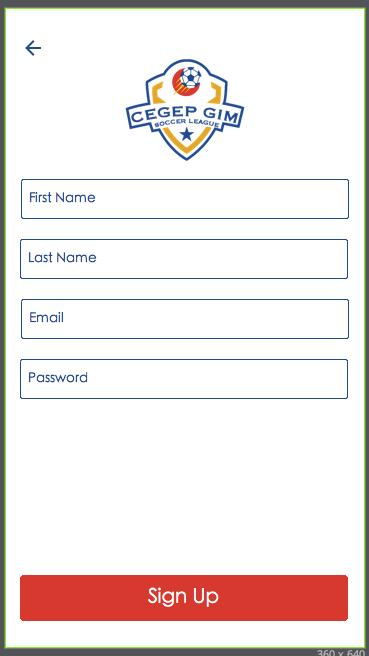 CEGEP GIM
SOCCER LEAGUE
First Name
Last Name
Email
Password
Sign Up
360 x 640